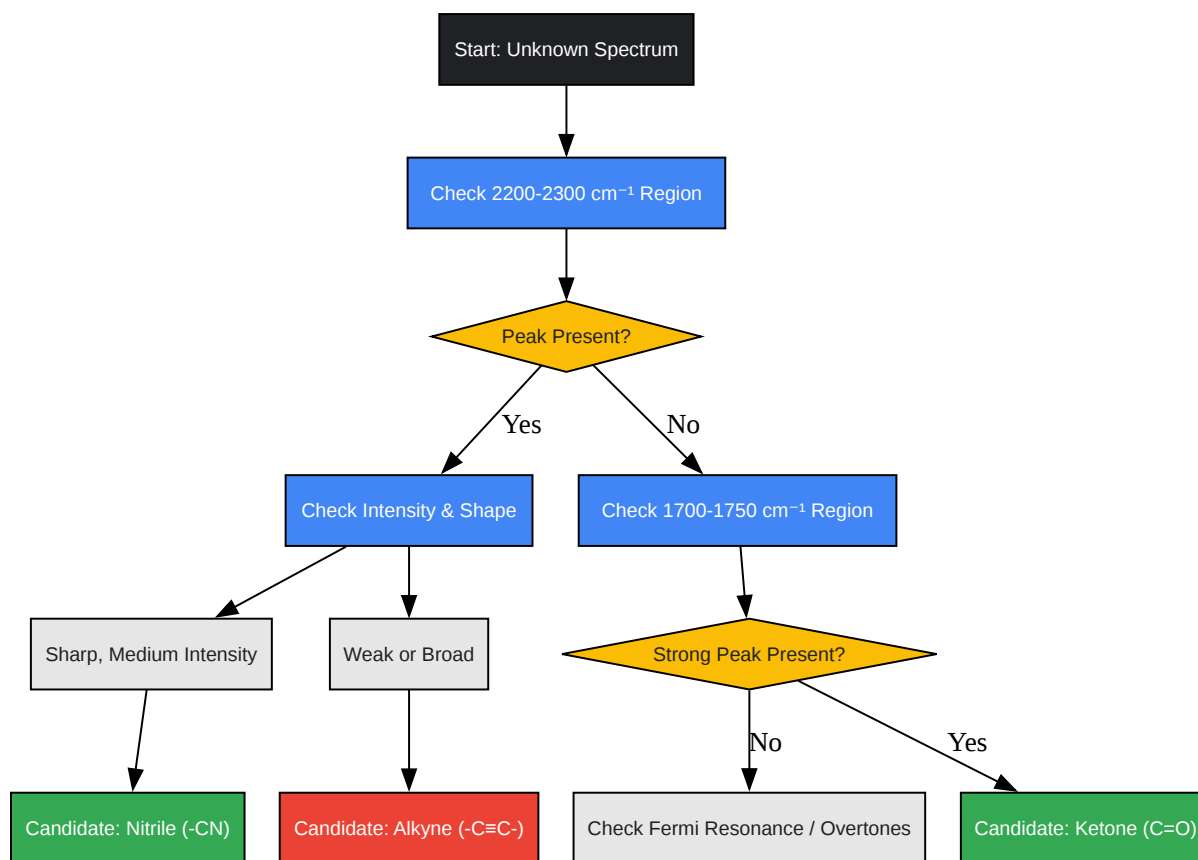 Start: Unknown Spectrum
Check 2200-2300 cm⁻¹ Region
Peak Present?
Yes
No
Check Intensity & Shape
Check 1700-1750 cm⁻¹ Region
Sharp, Medium Intensity
Weak or Broad
Strong Peak Present?
No
Yes
Candidate: Nitrile (-CN)
Candidate: Alkyne (-C≡C-)
Check Fermi Resonance / Overtones
Candidate: Ketone (C=O)